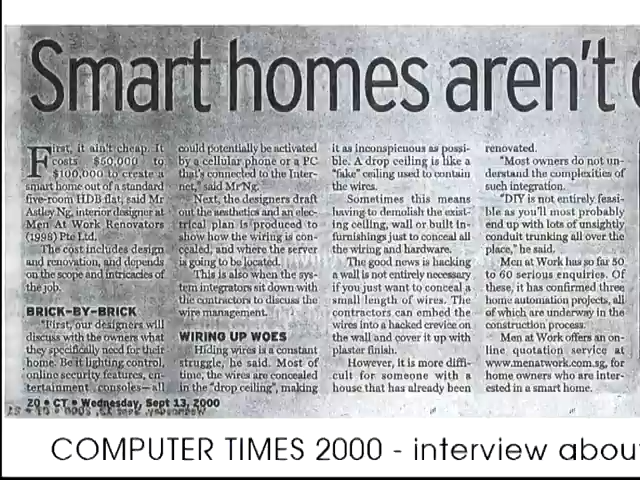 Smart homes aren't
First, it ain't cheap. It
costs $50,000 to
$100,000 to create a
smart home out of a standard
five-room HDB flat, said Mr
Astley Ng, interior designer at
Men At Work Renovators
(1998) Pte Ltd.
The cost includes design
and renovation, and depends
on the scope and intricacies of
the job.
BRICK-BY-BRICK
"First, our designers will
discuss with the owners what
they specifically need for their
home. Be it lighting control,
online security features, en-
tertainment consoles—all
could potentially be activated
by a cellular phone or a PC
that's connected to the Inter-
net," said Mr Ng.
Next, the designers draft
out the aesthetics and an elec-
trical plan is produced to
show how the wiring is con-
cealed, and where the server
is going to be located.
This is also when the sys-
tem integrators sit down with
the contractors to discuss the
wire management.
WIRING UP WOES
Hiding wires is a constant
struggle, he said. Most of
time, the wires are concealed
in the "drop ceiling", making
it as inconspicuous as possi-
ble. A drop ceiling is like a
"fake" ceiling used to contain
the wires.
Sometimes this means
having to demolish the exist-
ing ceiling, wall or built in-
furnishings just to conceal all
the wiring and hardware.
The good news is hacking
a wall is not entirely necessary
if you just want to conceal a
small length of wires. The
contractors can embed the
wires into a hacked crevice on
the wall and cover it up with
plaster finish.
However, it is more diffi-
cult for someone with a
house that has already been
renovated.
"Most owners do not un-
derstand the complexities of
such integration.
"DIY is not entirely feasi-
ble as you'll most probably
end up with lots of unsightly
conduit trunking all over the
place," he said.
Men at Work has so far 50
to 60 serious enquiries. Of
these, it has confirmed three
home automation projects, all
of which are underway in the
construction process.
Men at Work offers an on-
line quotation service at
www.menatwork.com.sg, for
home owners who are inter-
ested in a smart home.
20 • CT • Wednesday, Sept 13, 2000
COMPUTER TIMES 2000 - interview abou